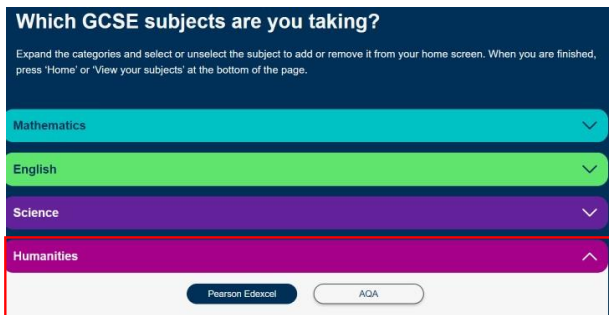 Which GCSE subjects are you taking?
Expand the categories and select or unselect the subject to add or remove it from your home screen. When you are finished,
press 'Home' or 'View your subjects' at the bottom of the page.
Mathematics
English
Science
Humanities
Pearson Edexcel AQA